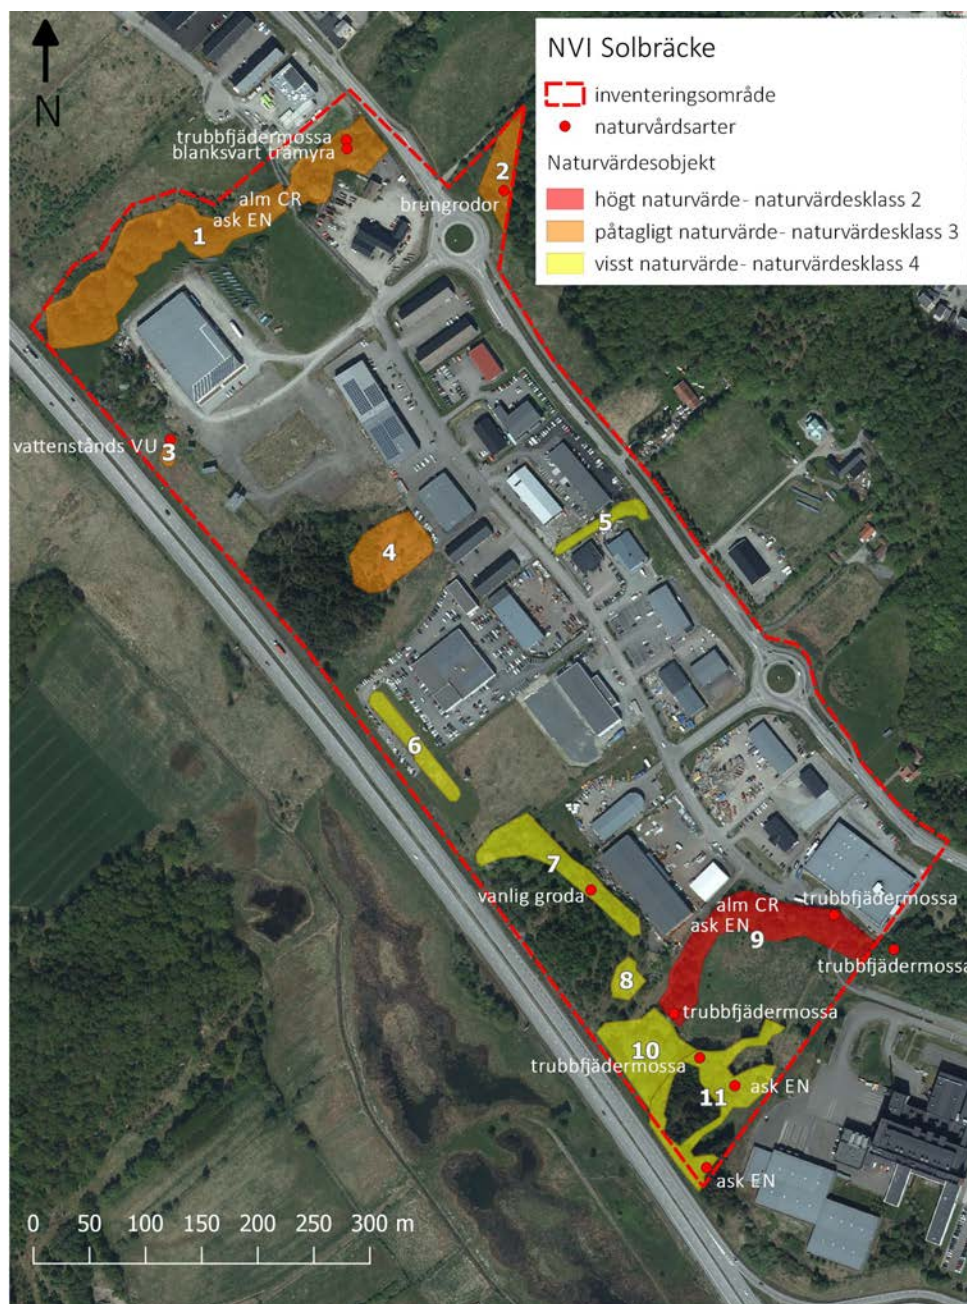 NVI Solbräcke
inventeringsområde
naturvårdsarter
Naturvärdesobjekt
högt naturvärde- naturvärdesklass 2
påtagligt naturvärde- naturvärdesklass 3
visst naturvärde- naturvärdesklass 4
N
trubbfjädermossa
blanksvart trämyra
2
alm CR
brungrodor
ask EN
1
vattenstånds VU
3
5
4
6
7
vanlig groda
alm CR
trubbfjädermossa
ask EN
9
trubbfjädermossa
8
trubbfjädermossa
10
trubbfjädermossa
ask EN
11
ask EN
0 50 100 150 200 250 300 m